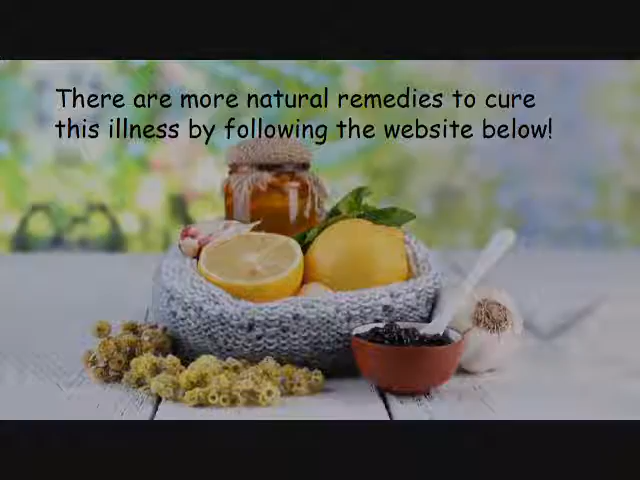 There are more natural remedies to cure
this illness by following the website below!